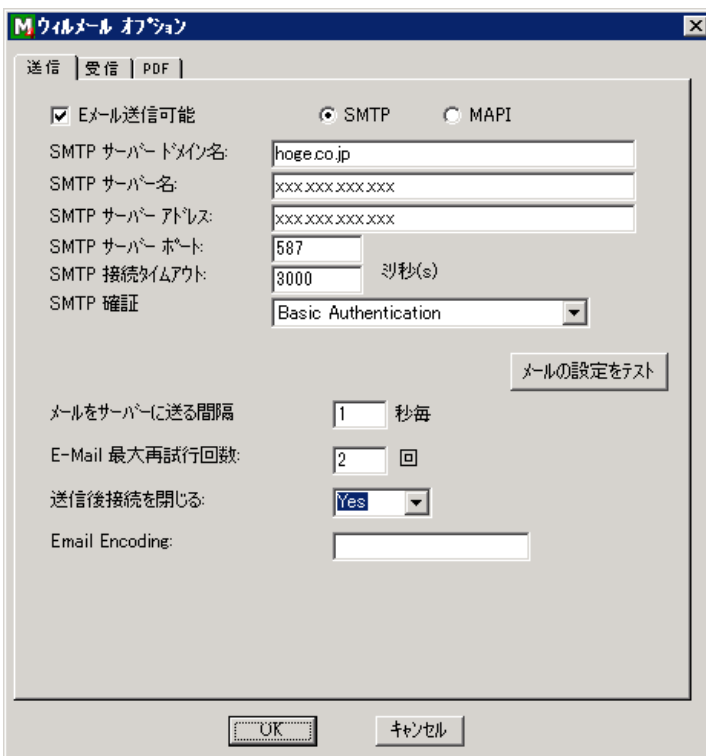 M ウィルメール オプション
送信 受信 PDF
Eメール送信可能 SMTP MAPI
SMTP サーバー ドメイン名: hoge.co.jp
SMTP サーバー名: xxx.xxx.xxx.xxx
SMTP サーバー アドレス: xxx.xxx.xxx.xxx
SMTP サーバー ポート: 587
SMTP 接続タイムアウト: 3000 ミリ秒(s)
SMTP 確証 Basic Authentication
メールの設定をテスト
メールをサーバーに送る間隔 1 秒毎
E-Mail 最大再試行回数: 2 回
送信後接続を閉じる: Yes
Email Encoding:
OK キャンセル